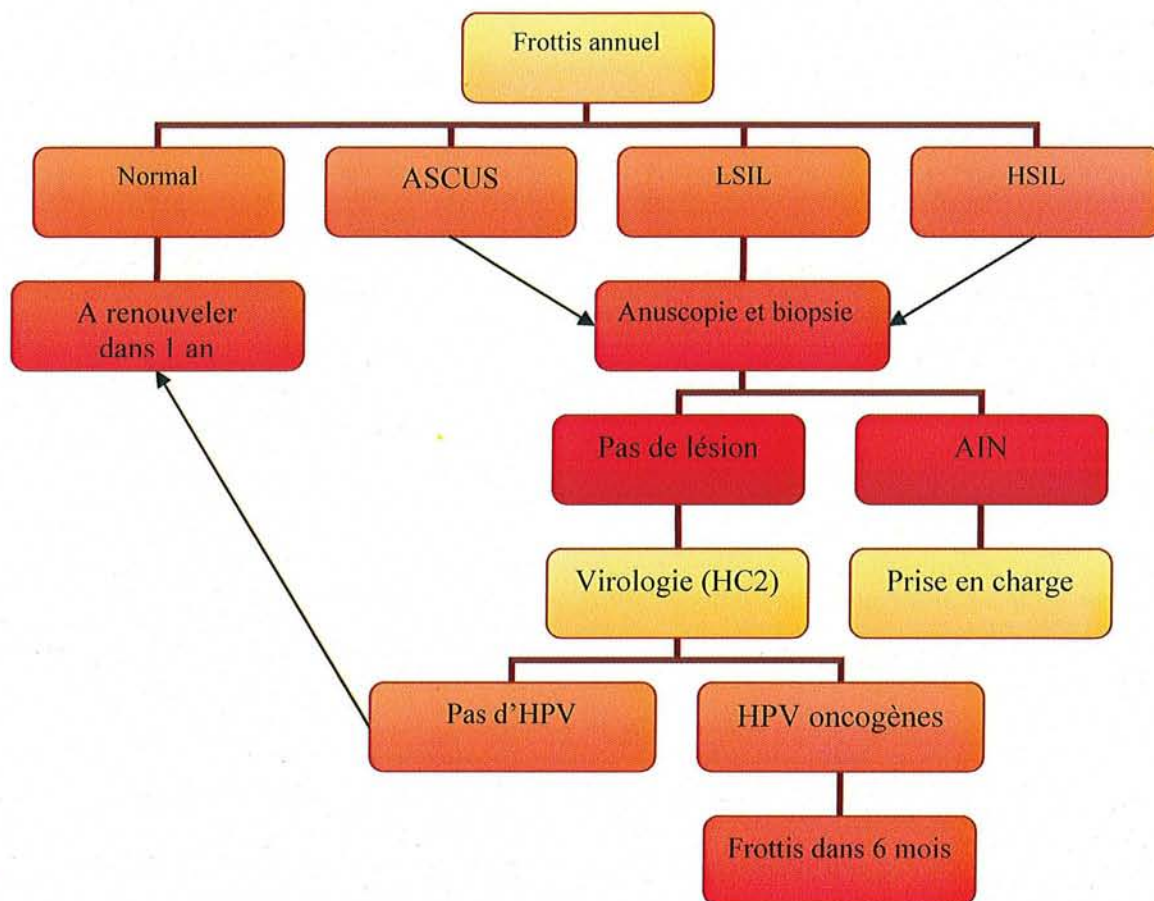 Frottis annuel
Normal
ASCUS
LSIL
HSIL
A renouveler
dans 1 an
Anuscopie et biopsie
Pas de lésion
AIN
Virologie (HC2)
Prise en charge
Pas d’HPV
HPV oncogènes
Frottis dans 6 mois